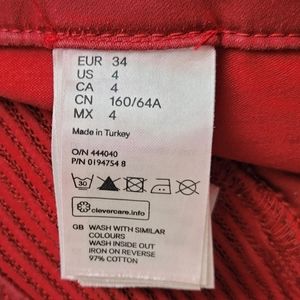 EUR 34
US 4
CA 4
CN 160/64A
MX 4
Made in Turkey
O/N 444040
P/N 0194754 8
30
clevercare.info
GB WASH WITH SIMILAR
COLOURS
WASH INSIDE OUT
IRON ON REVERSE
97% COTTON